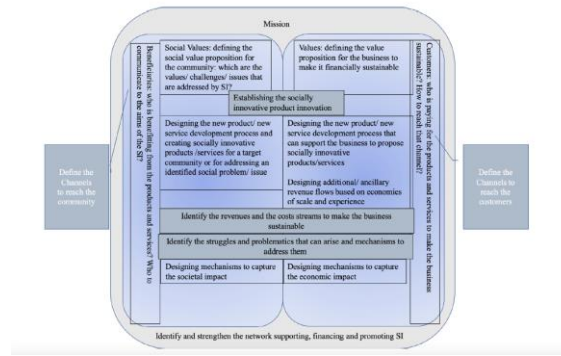 Mission
Social Values: defining the
social value proposition for
the community: which are the
values/ challenges/ issues that
are addressed by SI?
Values: defining the value
proposition for the business to
make it financially sustainable
Beneficiaries: who is benefiting from the products and services? Who to
communicate to the aims of the SI?
Customers: who is paying for the products and services to make the business
sustainable? How to reach that channel?
Establishing the socially
innovative product innovation
Designing the new product/ new
service development process and
creating socially innovative
products /services for a target
community or for addressing an
identified social problem/ issue
Designing the new product/ new
service development process that
can support the business to propose
socially innovative
products/services
Designing additional/ ancillary
revenue flows based on economies
of scale and experience
Define the
Channels
to reach the
community
Define the
Channels to
reach the
customers
Identify the revenues and the costs streams to make the business
sustainable
Identify the struggles and problematics that can arise and mechanisms to
address them
Designing mechanisms to capture
the societal impact
Designing mechanisms to capture
the economic impact
Identify and strengthen the network supporting, financing and promoting SI